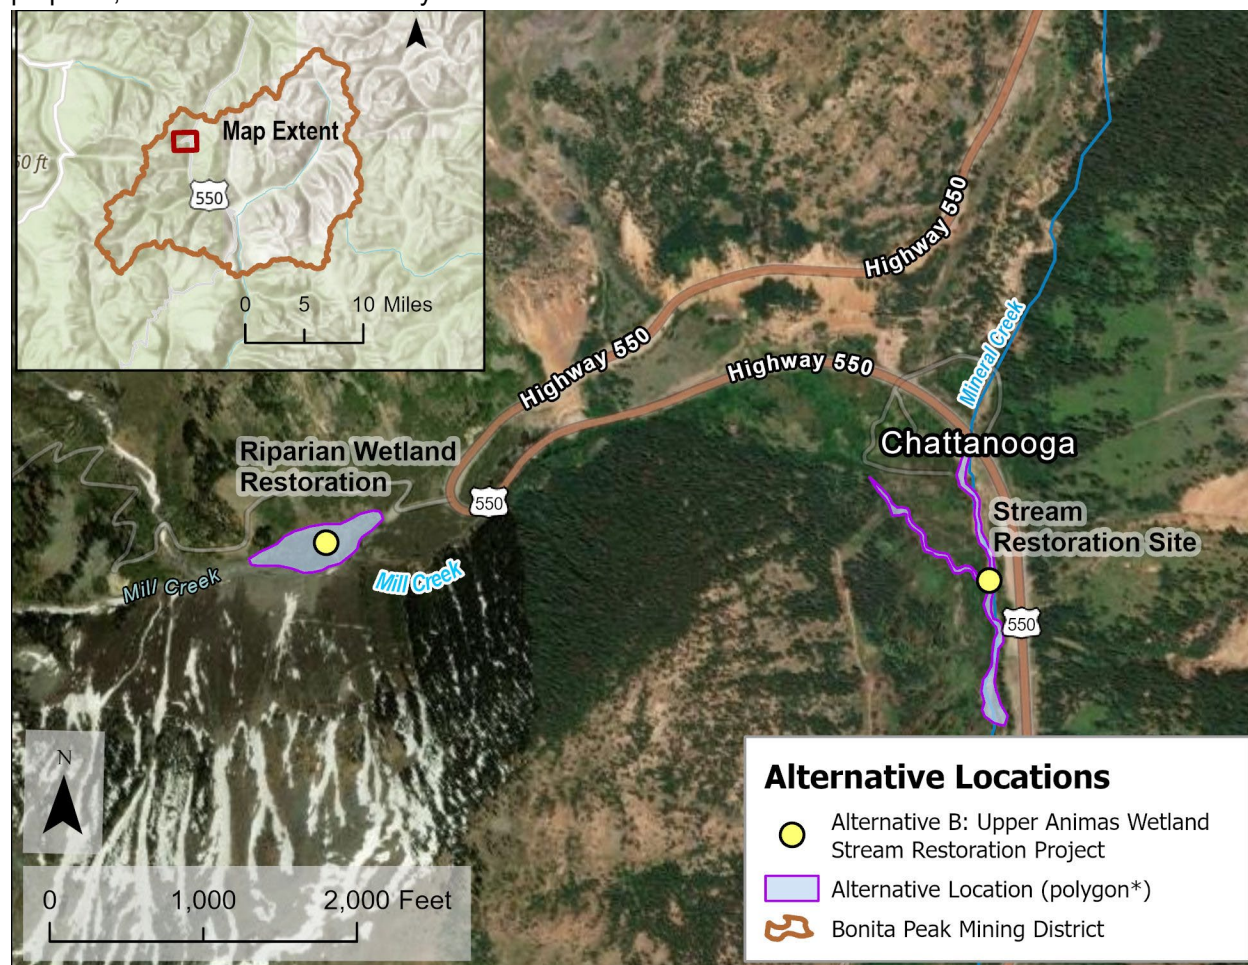 Map Extent
50 ft
550
0 5 10 Miles
Highway 550
Highway 550
Highway 550
Mineral Creek
Chattanooga
Riparian Wetland
Restoration
550
Stream
Restoration Site
Mill Creek
Mill Creek
550
N
0 1,000 2,000 Feet
Alternative Locations
Alternative B: Upper Animas Wetland
Stream Restoration Project
Alternative Location (polygon*)
Bonita Peak Mining District